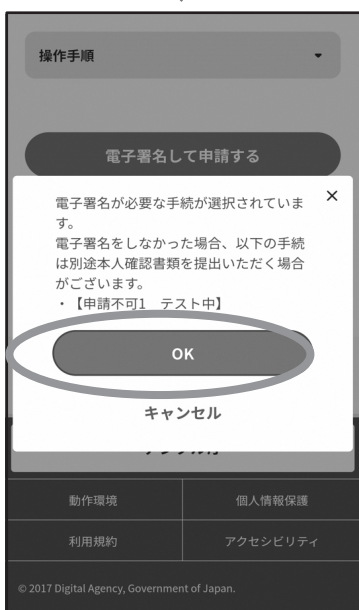 操作手順
電子署名して申請する
電子署名が必要な手続が選択されていま
す。
電子署名をしなかった場合、以下の手続
は別途本人確認書類を提出いただく場合
がございます。
・【申請不可1　テスト中】
OK
キャンセル
動作環境
個人情報保護
利用規約
アクセシビリティ
© 2017 Digital Agency, Government of Japan.